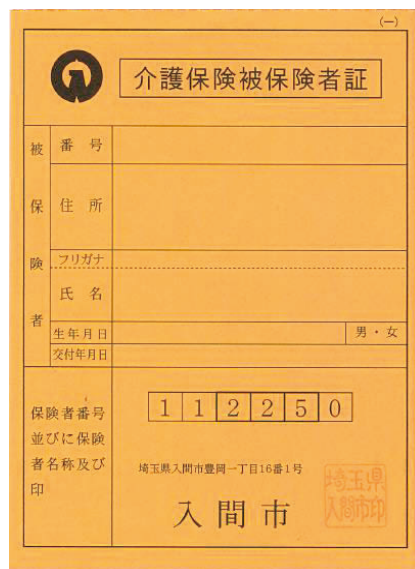 (一)
介護保険被保険者証
被保険者
番号
住所
フリガナ
氏名
生年月日
男・女
交付年月日
保険者番号
並びに保険
者名称及び
印
112250
埼玉県入間市豊岡一丁目16番1号
入間市
埼玉県
入間市印